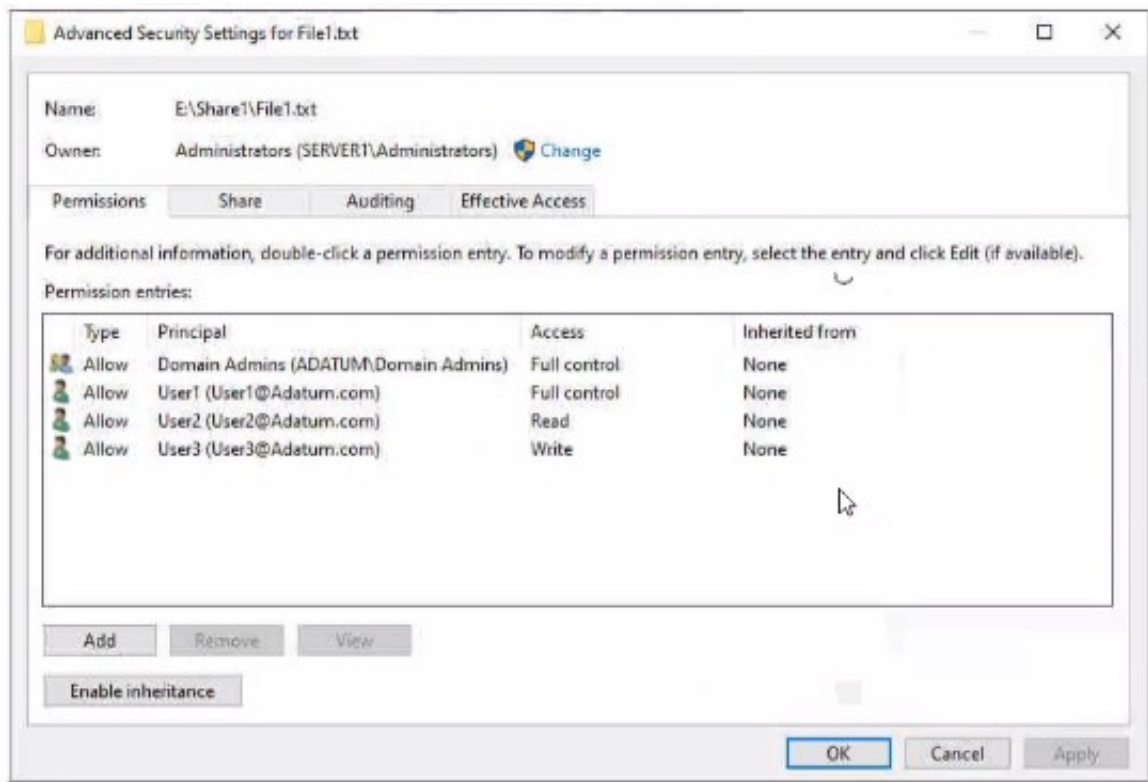 Advanced Security Settings for File1.txt
Name: E:\Share1\File1.txt
Owner: Administrators (SERVER1\Administrators) Change
Permissions Share Auditing Effective Access
For additional information, double-click a permission entry. To modify a permission entry, select the entry and click Edit (if available).
Permission entries:
Type Principal Access Inherited from
Allow Domain Admins (ADATUM\Domain Admins) Full control None
Allow User1 (User1@Adatum.com) Full control None
Allow User2 (User2@Adatum.com) Read None
Allow User3 (User3@Adatum.com) Write None
Add Remove View
Enable inheritance
OK Cancel Apply